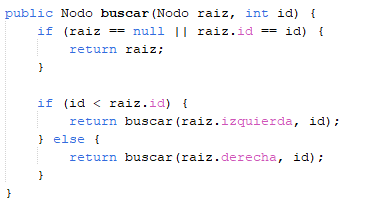 public Nodo buscar(Nodo raiz, int id) {
    if (raiz == null || raiz.id == id) {
        return raiz;
    }

    if (id < raiz.id) {
        return buscar(raiz.izquierda, id);
    } else {
        return buscar(raiz.derecha, id);
    }
}